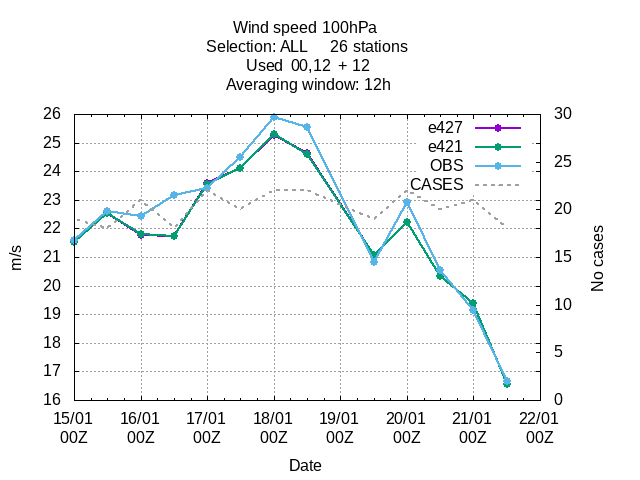 Wind speed 100hPa
Selection: ALL     26 stations
Used  00,12  + 12
Averaging window: 12h
26
25
24
23
22
21
20
19
18
17
16
30
25
20
15
10
5
0
e427
e421
OBS
CASES
m/s
No cases
15/01 16/01 17/01 18/01 19/01 20/01 21/01 22/01
00Z 00Z 00Z 00Z 00Z 00Z 00Z 00Z
Date